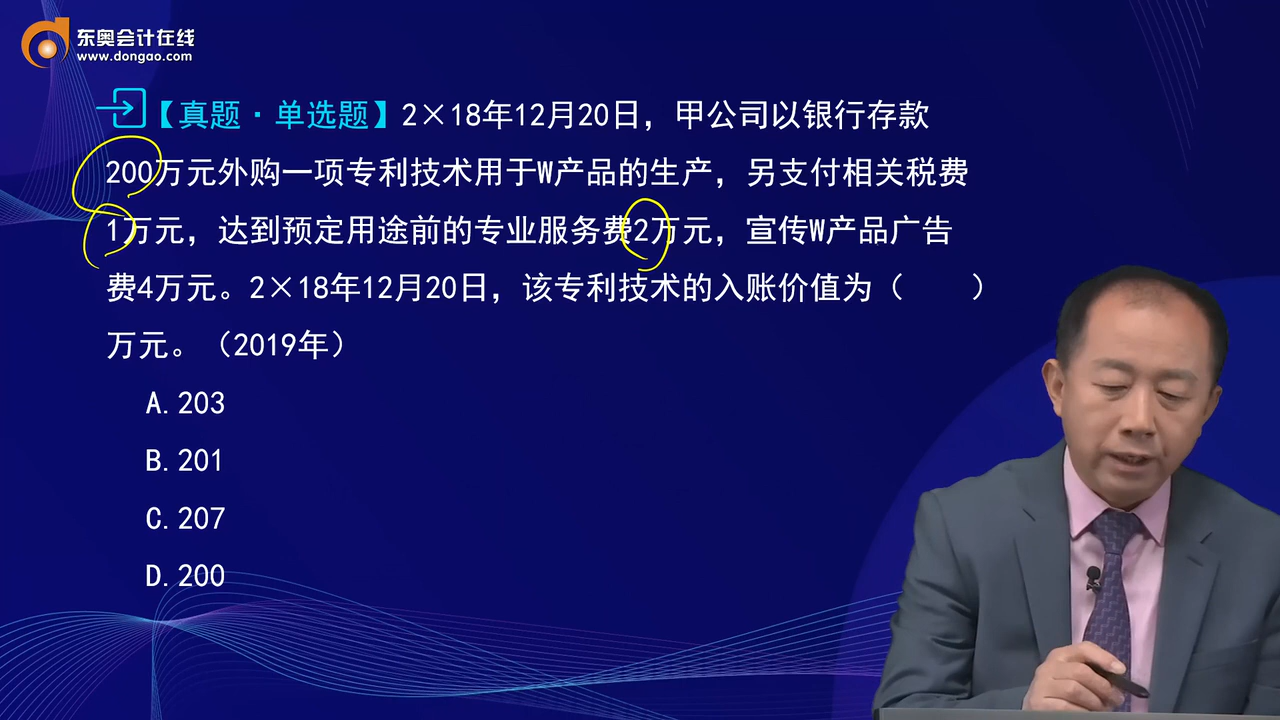 东奥会计在线
www.dongao.com
【真题·单选题】2×18年12月20日，甲公司以银行存款
200万元外购一项专利技术用于W产品的生产，另支付相关税费
1万元，达到预定用途前的专业服务费2万元，宣传W产品广告
费4万元。2×18年12月20日，该专利技术的入账价值为（　　）
万元。（2019年）
A.203
B.201
C.207
D.200